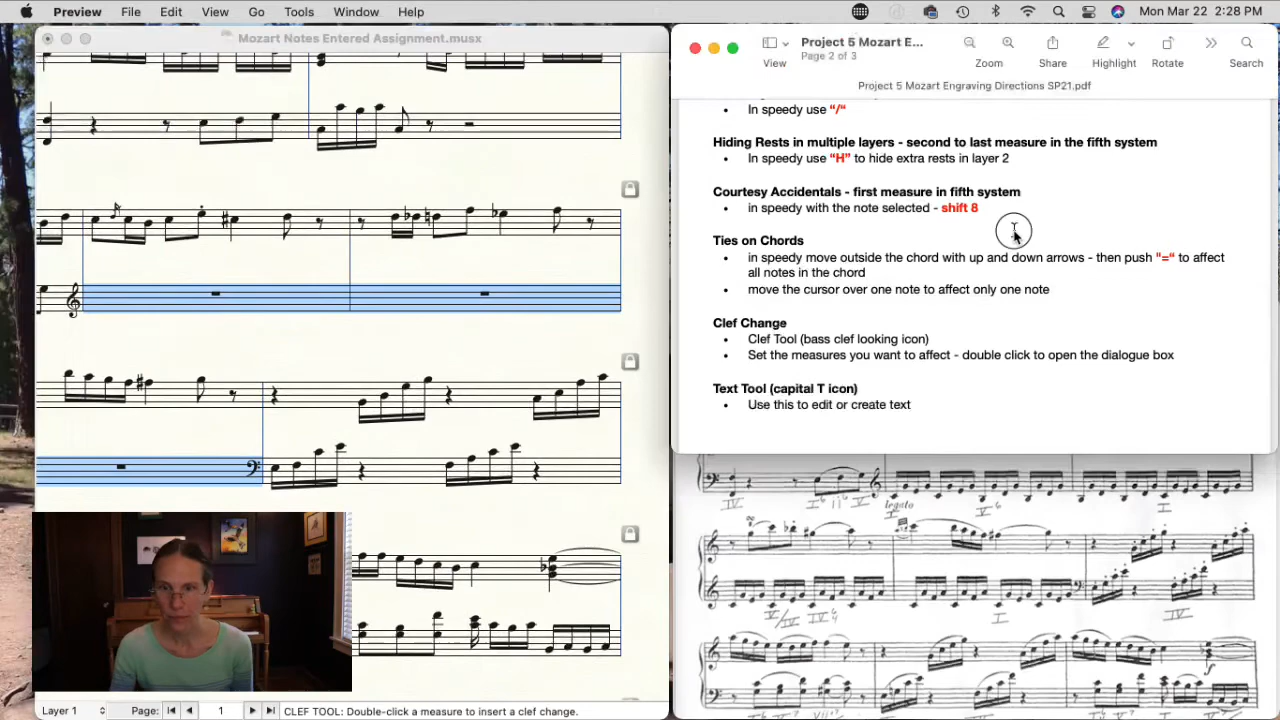 Preview File Edit View Go Tools Window Help
Mon Mar 22 2:28 PM
Mozart Notes Entered Assignment.musx
Project 5 Mozart E...
Page 2 of 3
View Zoom Share Highlight Rotate Search
Project 5 Mozart Engraving Directions SP21.pdf
• In speedy use “/“
Hiding Rests in multiple layers - second to last measure in the fifth system
• In speedy use “H” to hide extra rests in layer 2
Courtesy Accidentals - first measure in fifth system
• in speedy with the note selected - shift 8
Ties on Chords
• in speedy move outside the chord with up and down arrows - then push "=“ to affect
all notes in the chord
• move the cursor over one note to affect only one note
Clef Change
• Clef Tool (bass clef looking icon)
• Set the measures you want to affect - double click to open the dialogue box
Text Tool (capital T icon)
• Use this to edit or create text
legato
IV I V6 I
V/IV IV6/4 I IV
Layer 1 Page: 1 CLEF TOOL: Double-click a measure to insert a clef change.